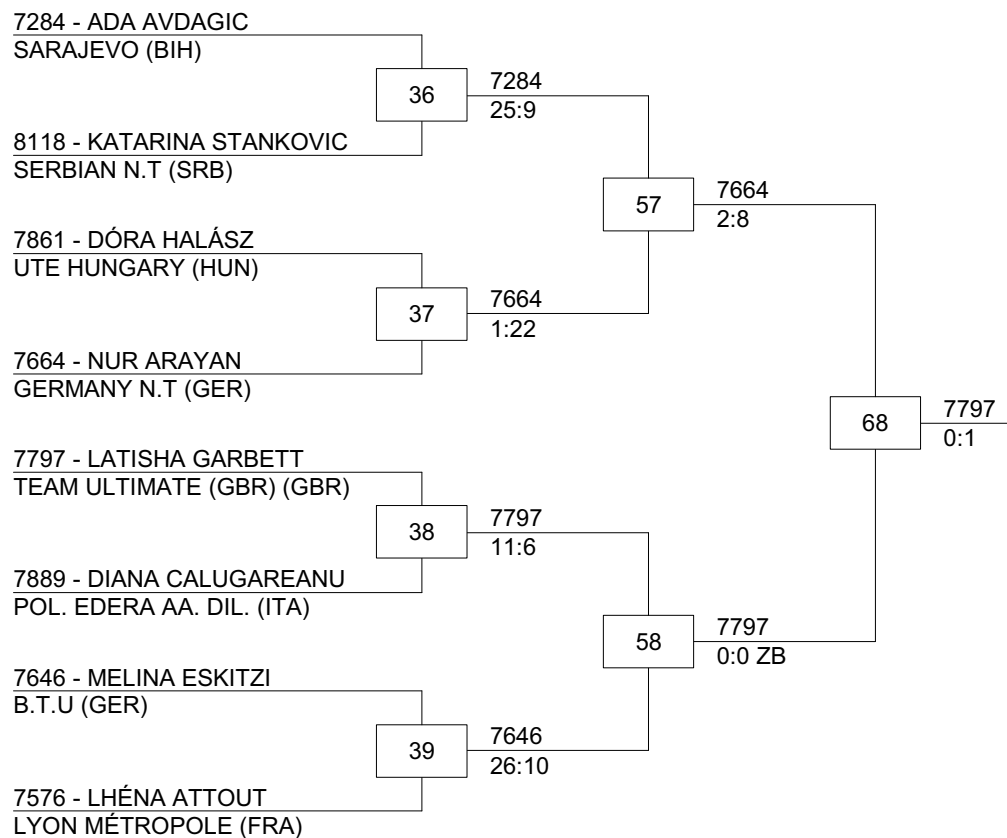 7284 - ADA AVDAGIC
SARAJEVO (BIH)
36
7284
25:9
8118 - KATARINA STANKOVIC
SERBIAN N.T (SRB)
57
7664
2:8
7861 - DÓRA HALÁSZ
UTE HUNGARY (HUN)
37
7664
1:22
7664 - NUR ARAYAN
GERMANY N.T (GER)
68
7797
0:1
7797 - LATISHA GARBETT
TEAM ULTIMATE (GBR) (GBR)
38
7797
11:6
7889 - DIANA CALUGAREANU
POL. EDERA AA. DIL. (ITA)
58
7797
0:0 ZB
7646 - MELINA ESKITZI
B.T.U (GER)
39
7646
26:10
7576 - LHÉNA ATTOUT
LYON MÉTROPOLE (FRA)